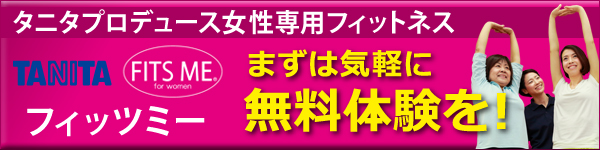 タニタプロデュース女性専用フィットネス
TANITA
FITS ME®
for women
フィッツミー
まずは気軽に
無料体験を!